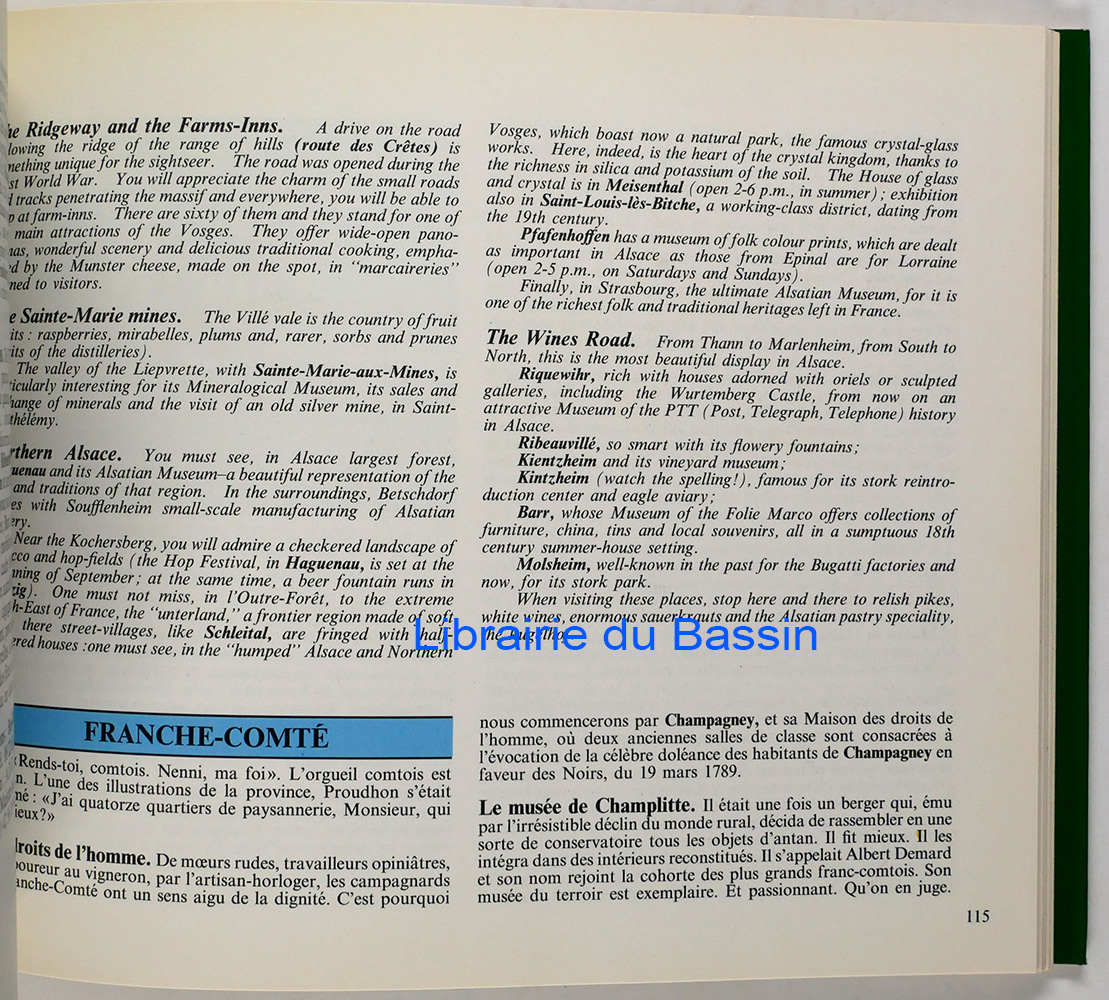 he Ridgeway and the Farms-Inns. A drive on the road
lowing the ridge of the range of hills (route des Crêtes) is
mething unique for the sightseer. The road was opened during the
st World War. You will appreciate the charm of the small roads
d tracks penetrating the massif and everywhere, you will be able to
p at farm-inns. There are sixty of them and they stand for one of
main attractions of the Vosges. They offer wide-open pano-
nas, wonderful scenery and delicious traditional cooking, empha-
d by the Munster cheese, made on the spot, in "marcaireries"
ned to visitors.
e Sainte-Marie mines. The Villé vale is the country of fruit
its : raspberries, mirabelles, plums and, rarer, sorbs and prunes
its of the distilleries).
The valley of the Liepvrette, with Sainte-Marie-aux-Mines, is
ticularly interesting for its Mineralogical Museum, its sales and
hange of minerals and the visit of an old silver mine, in Saint-
thélémy.
rthern Alsace. You must see, in Alsace largest forest,
uenau and its Alsatian Museum–a beautiful representation of the
and traditions of that region. In the surroundings, Betschdorf
es with Soufflenheim small-scale manufacturing of Alsatian
ery.
Near the Kochersberg, you will admire a checkered landscape of
cco and hop-fields (the Hop Festival, in Haguenau, is set at the
nning of September ; at the same time, a beer fountain runs in
zig). One must not miss, in l'Outre-Forêt, to the extreme
h-East of France, the "unterland," a frontier region made of soft
there street-villages, like Schleital, are fringed with half-
ered houses :one must see, in the "humped" Alsace and Northern
Vosges, which boast now a natural park, the famous crystal-glass
works. Here, indeed, is the heart of the crystal kingdom, thanks to
the richness in silica and potassium of the soil. The House of glass
and crystal is in Meisenthal (open 2-6 p.m., in summer) ; exhibition
also in Saint-Louis-lès-Bitche, a working-class district, dating from
the 19th century.
Pfafenhoffen has a museum of folk colour prints, which are dealt
as important in Alsace as those from Epinal are for Lorraine
(open 2-5 p.m., on Saturdays and Sundays).
Finally, in Strasbourg, the ultimate Alsatian Museum, for it is
one of the richest folk and traditional heritages left in France.
The Wines Road. From Thann to Marlenheim, from South to
North, this is the most beautiful display in Alsace.
Riquewihr, rich with houses adorned with oriels or sculpted
galleries, including the Wurtemberg Castle, from now on an
attractive Museum of the PTT (Post, Telegraph, Telephone) history
in Alsace.
Ribeauvillé, so smart with its flowery fountains ;
Kientzheim and its vineyard museum ;
Kintzheim (watch the spelling!), famous for its stork reintro-
duction center and eagle aviary ;
Barr, whose Museum of the Folie Marco offers collections of
furniture, china, tins and local souvenirs, all in a sumptuous 18th
century summer-house setting.
Molsheim, well-known in the past for the Bugatti factories and
now, for its stork park.
When visiting these places, stop here and there to relish pikes,
white wines, enormous sauerkrauts and the Alsatian pastry speciality,
the
Librairie du Bassin
FRANCHE-COMTÉ
«Rends-toi, comtois. Nenni, ma foi». L'orgueil comtois est
n. L'une des illustrations de la province, Proudhon s'était
né : «J'ai quatorze quartiers de paysannerie, Monsieur, qui
ieux?»
droits de l'homme. De mœurs rudes, travailleurs opiniâtres,
boureur au vigneron, par l'artisan-horloger, les campagnards
anche-Comté ont un sens aigu de la dignité. C'est pourquoi
nous commencerons par Champagney, et sa Maison des droits de
l'homme, où deux anciennes salles de classe sont consacrées à
l'évocation de la célèbre doléance des habitants de Champagney en
faveur des Noirs, du 19 mars 1789.
Le musée de Champlitte. Il était une fois un berger qui, ému
par l'irrésistible déclin du monde rural, décida de rassembler en une
sorte de conservatoire tous les objets d'antan. Il fit mieux. Il les
intégra dans des intérieurs reconstitués. Il s'appelait Albert Demard
et son nom rejoint la cohorte des plus grands franc-comtois. Son
musée du terroir est exemplaire. Et passionnant. Qu'on en juge.
115